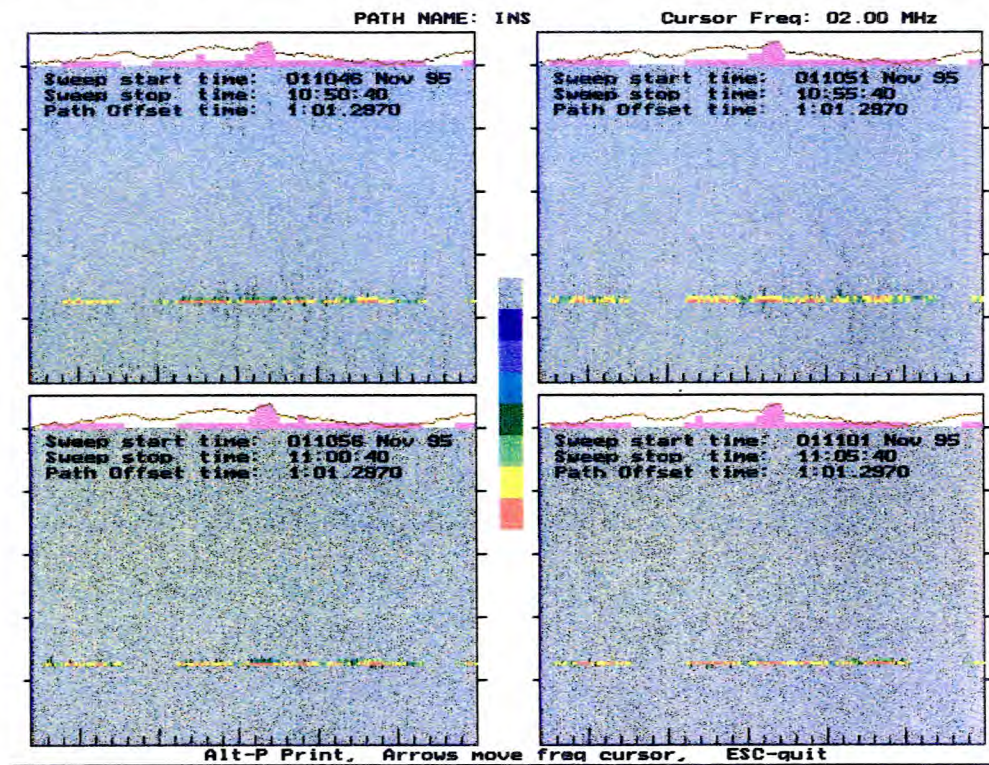 PATH NAME: INS Cursor Freq: 02.00 MHz
Sweep start time: 011046 Nov 95
Sweep stop time: 10:50:40
Path Offset time: 1:01.2970
Sweep start time: 011051 Nov 95
Sweep stop time: 10:55:40
Path Offset time: 1:01.2970
Sweep start time: 011056 Nov 95
Sweep stop time: 11:00:40
Path Offset time: 1:01.2970
Sweep start time: 011101 Nov 95
Sweep stop time: 11:05:40
Path Offset time: 1:01.2970
Alt-P Print, Arrows move freq cursor, ESC-quit